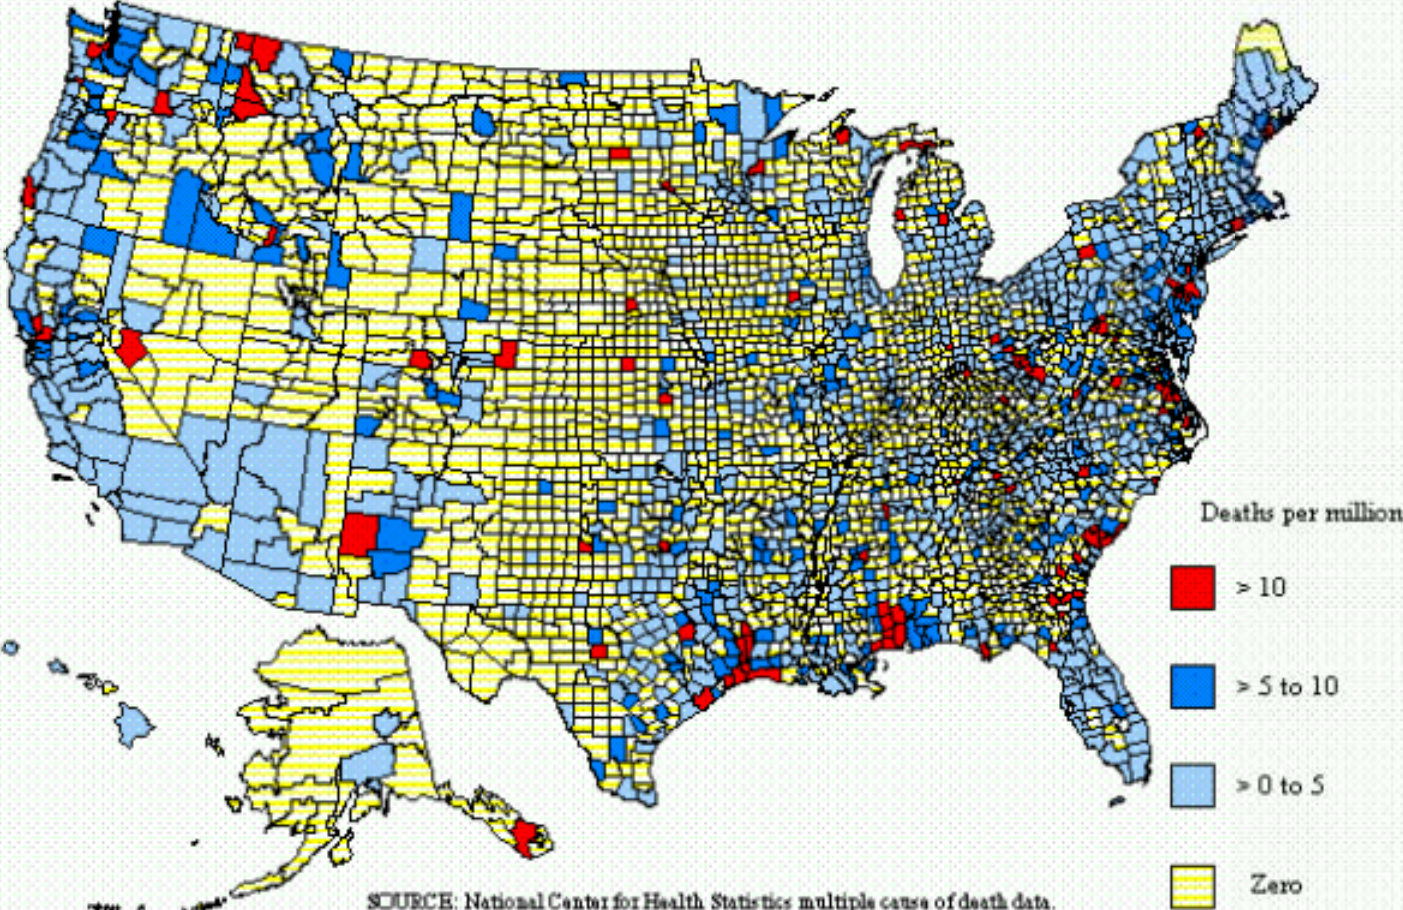 Deaths per million
> 10
> 5 to 10
> 0 to 5
Zero
SOURCE: National Center for Health Statistics multiple cause of death data.